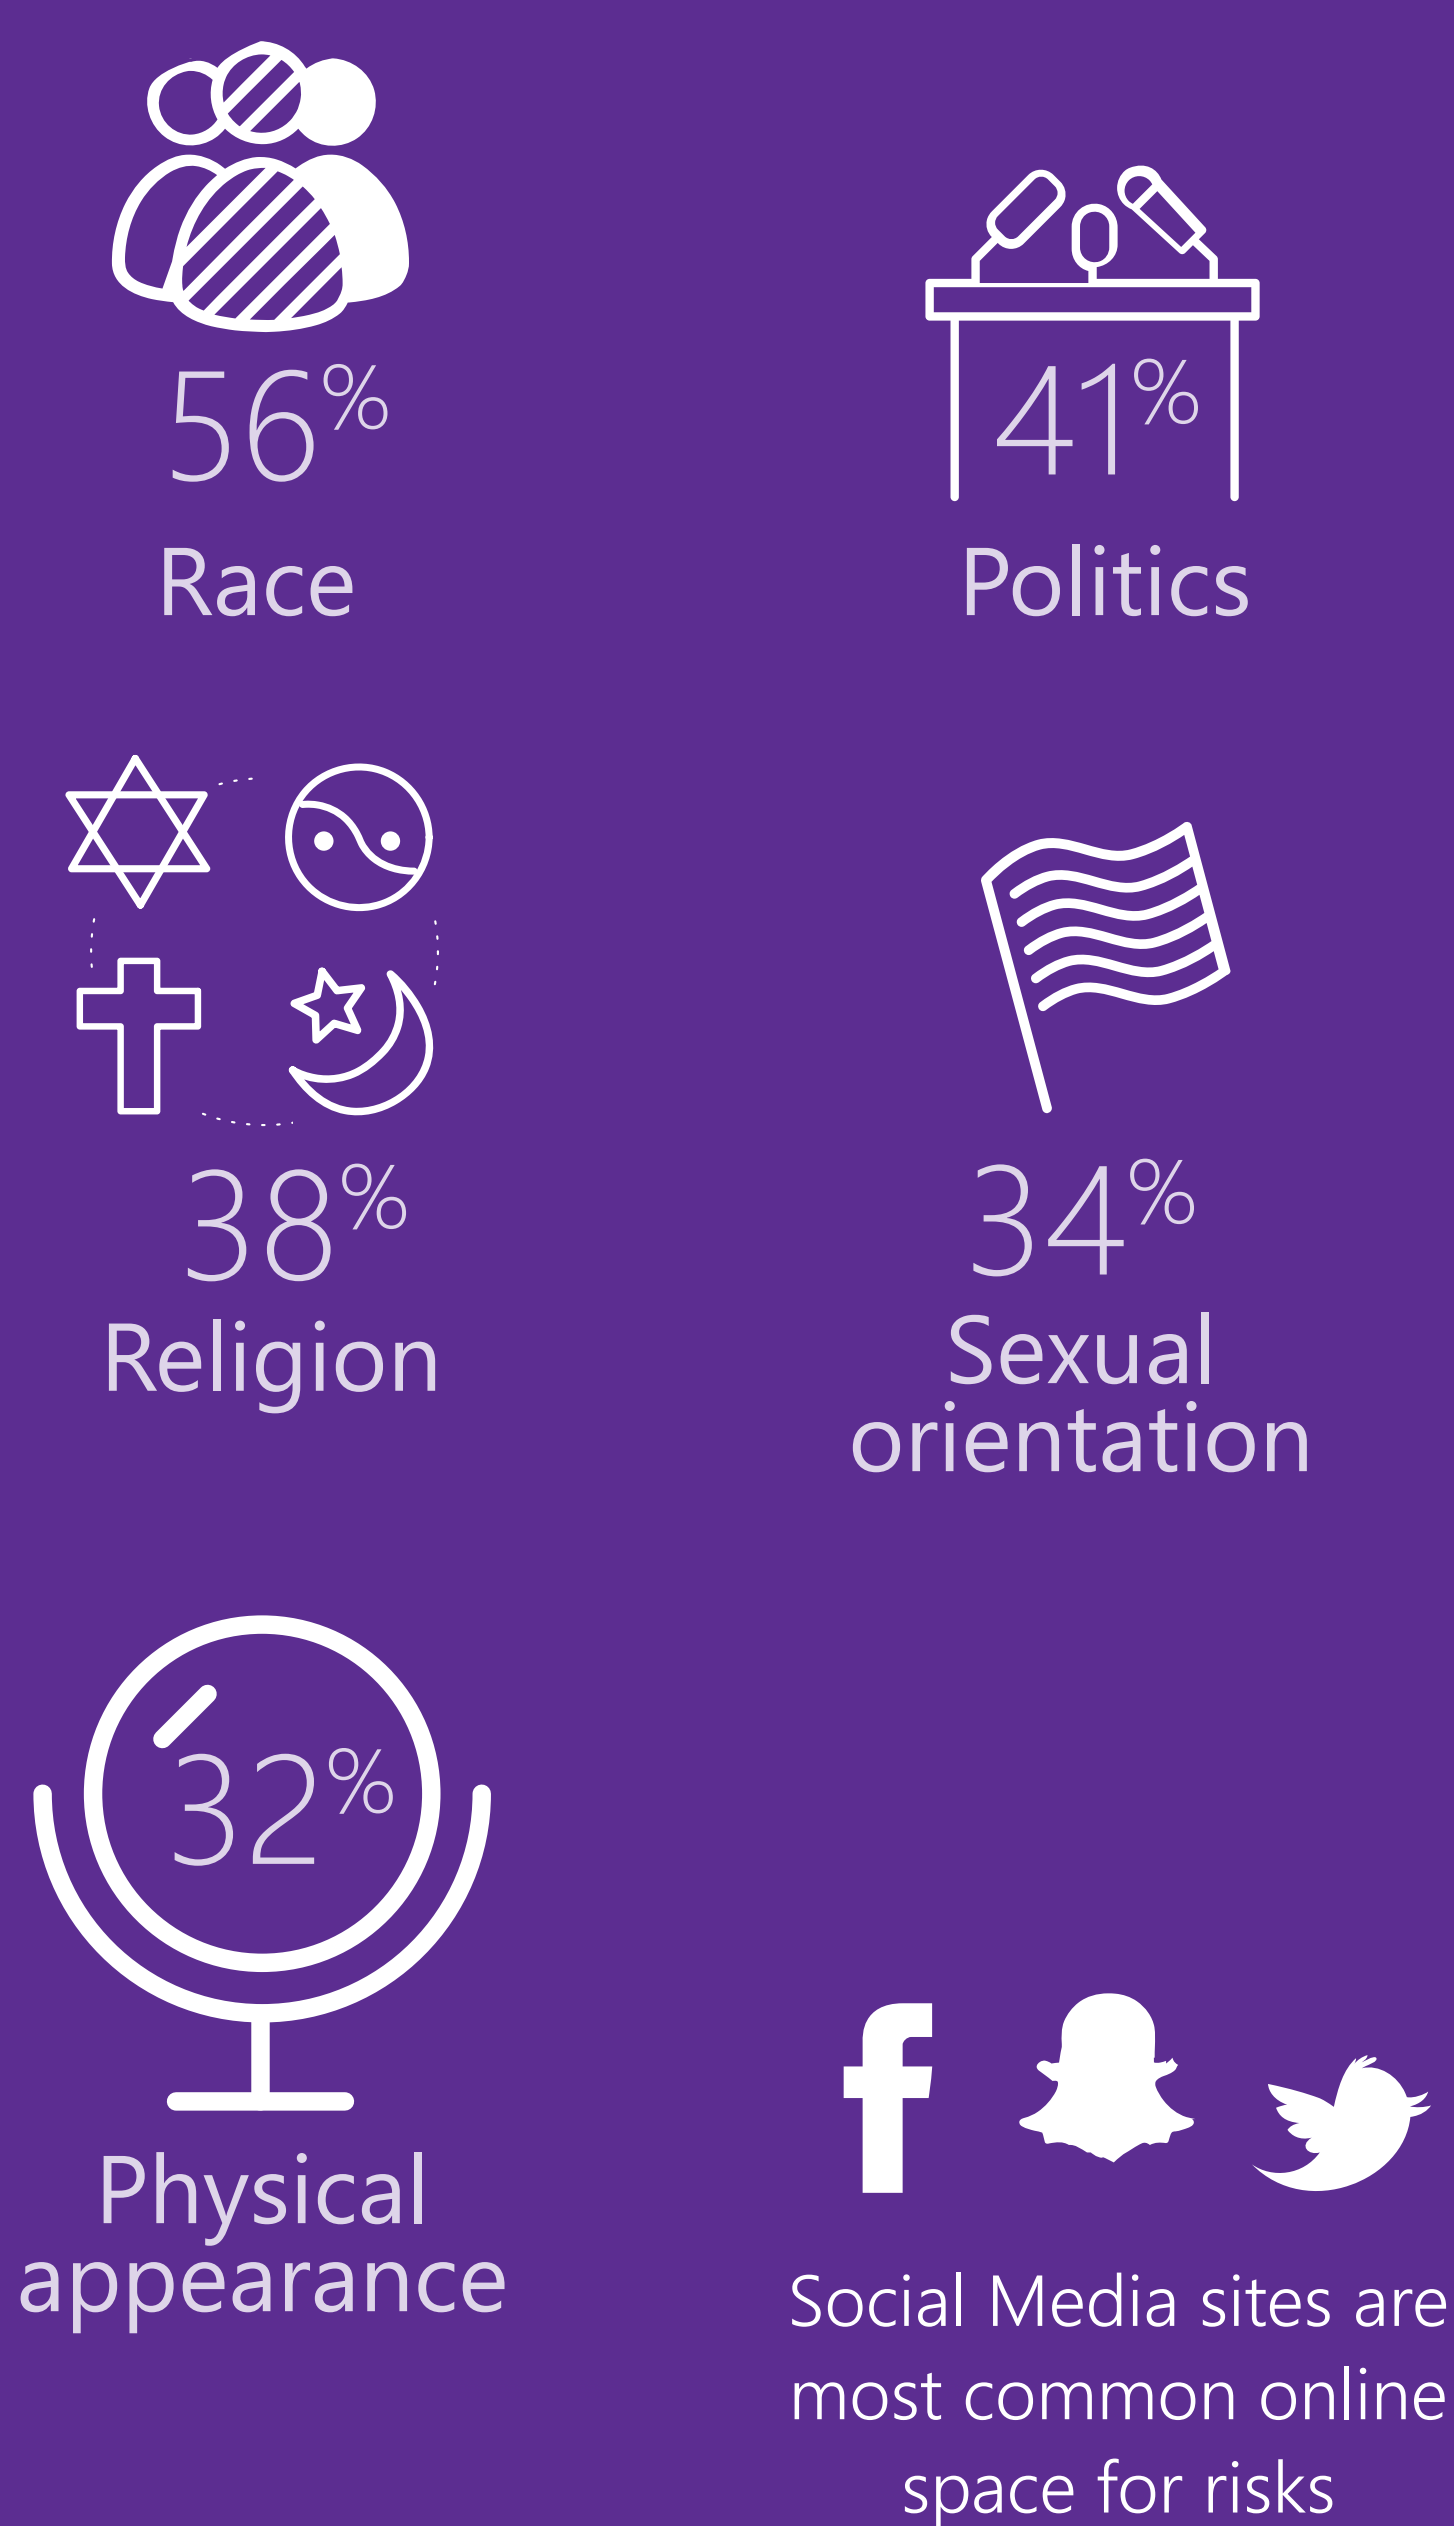 56%
Race
41%
Politics
38%
Religion
34%
Sexual
orientation
32%
Physical
appearance
Social Media sites are
most common online
space for risks